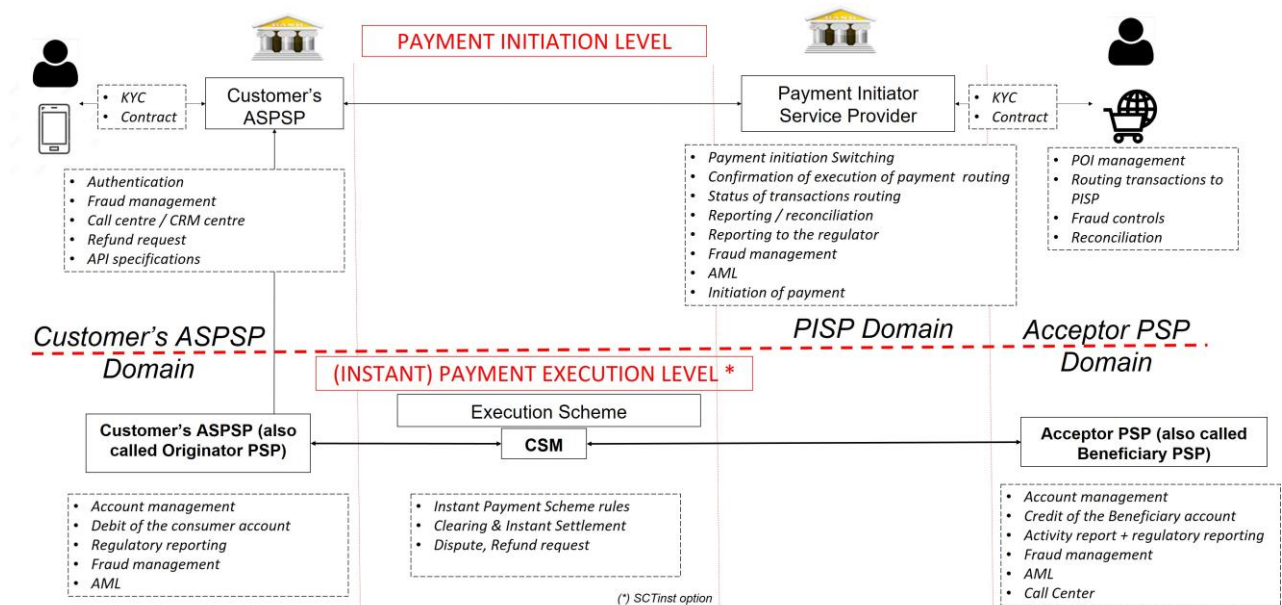 PAYMENT INITIATION LEVEL
• KYC
• Contract
Customer's
ASPSP
Payment Initiator
Service Provider
• KYC
• Contract
• Authentication
• Fraud management
• Call centre / CRM centre
• Refund request
• API specifications
• Payment initiation Switching
• Confirmation of execution of payment routing
• Status of transactions routing
• Reporting / reconciliation
• Reporting to the regulator
• Fraud management
• AML
• Initiation of payment
• POI management
• Routing transactions to
PISP
• Fraud controls
• Reconciliation
Customer's ASPSP
Domain
PISP Domain
Acceptor PSP
Domain
(INSTANT) PAYMENT EXECUTION LEVEL *
Execution Scheme
Customer's ASPSP (also
called Originator PSP)
CSM
Acceptor PSP (also called
Beneficiary PSP)
• Account management
• Debit of the consumer account
• Regulatory reporting
• Fraud management
• AML
• Instant Payment Scheme rules
• Clearing & Instant Settlement
• Dispute, Refund request
• Account management
• Credit of the Beneficiary account
• Activity report + regulatory reporting
• Fraud management
• AML
• Call Center
(*) SCTinst option